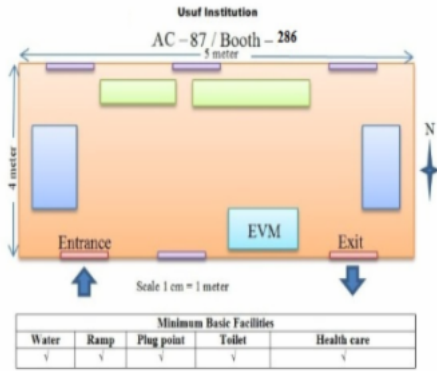 Usuf Institution
AC – 87 / Booth – 286
5 meter
4 meter
N
EVM
Entrance
Exit
Scale 1 cm = 1 meter
Minimum Basic Facilities
Water Ramp Plug point Toilet Health care
√ √ √ √ √